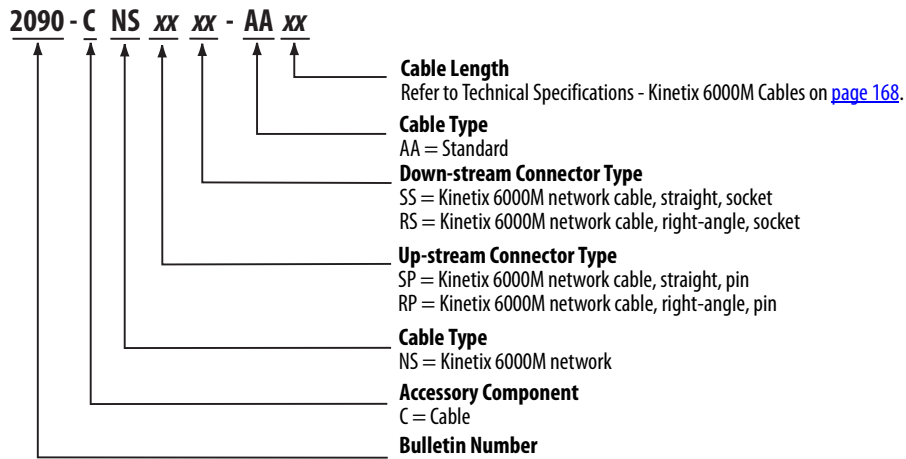 2090 - C NS xx xx - AA xx
Cable Length
Refer to Technical Specifications - Kinetix 6000M Cables on page 168.
Cable Type
AA = Standard
Down-stream Connector Type
SS = Kinetix 6000M network cable, straight, socket
RS = Kinetix 6000M network cable, right-angle, socket
Up-stream Connector Type
SP = Kinetix 6000M network cable, straight, pin
RP = Kinetix 6000M network cable, right-angle, pin
Cable Type
NS = Kinetix 6000M network
Accessory Component
C = Cable
Bulletin Number